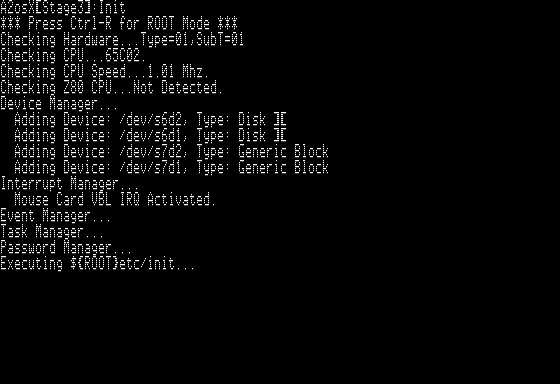 A2osX[Stage3]:Init
*** Press Ctrl-R for ROOT Mode ***
Checking Hardware...Type=01,SubT=01
Checking CPU...65C02.
Checking CPU Speed...1.01 Mhz.
Checking Z80 CPU...Not Detected.
Device Manager...
  Adding Device: /dev/s6d2, Type: Disk ][
  Adding Device: /dev/s6d1, Type: Disk ][
  Adding Device: /dev/s7d2, Type: Generic Block
  Adding Device: /dev/s7d1, Type: Generic Block
Interrupt Manager...
  Mouse Card VBL IRQ Activated.
Event Manager...
Task Manager...
Password Manager...
Executing ${ROOT}etc/init...